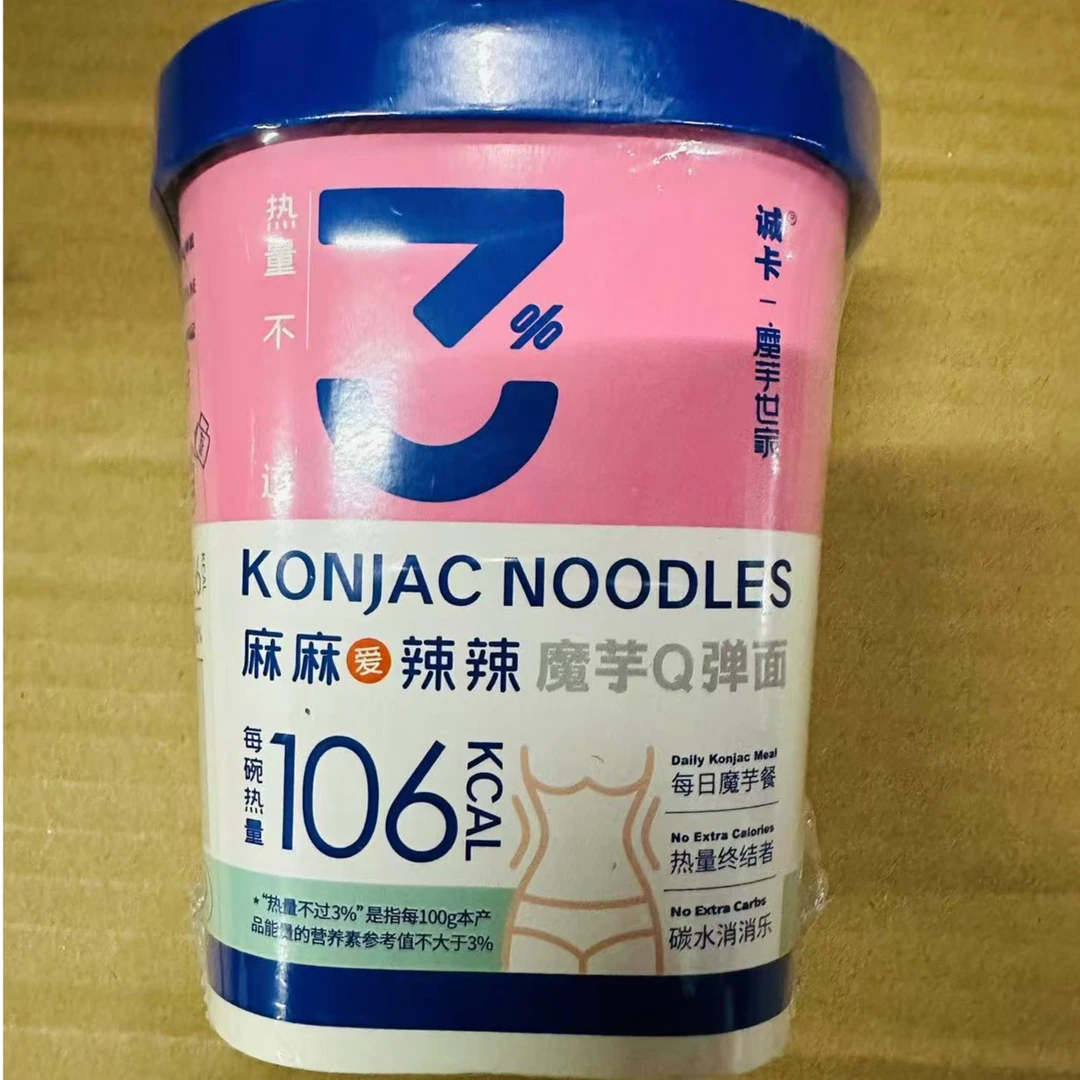 热量不过
3%
诚卡®
魔芋世家
KONJAC NOODLES
麻麻爱辣辣 魔芋Q弹面
每碗热量
106
KCAL
Daily Konjac Meal
每日魔芋餐
No Extra Calories
热量终结者
No Extra Carbs
碳水消消乐
*“热量不过3%”是指每100g本产
品能量的营养素参考值不大于3%
KCAL